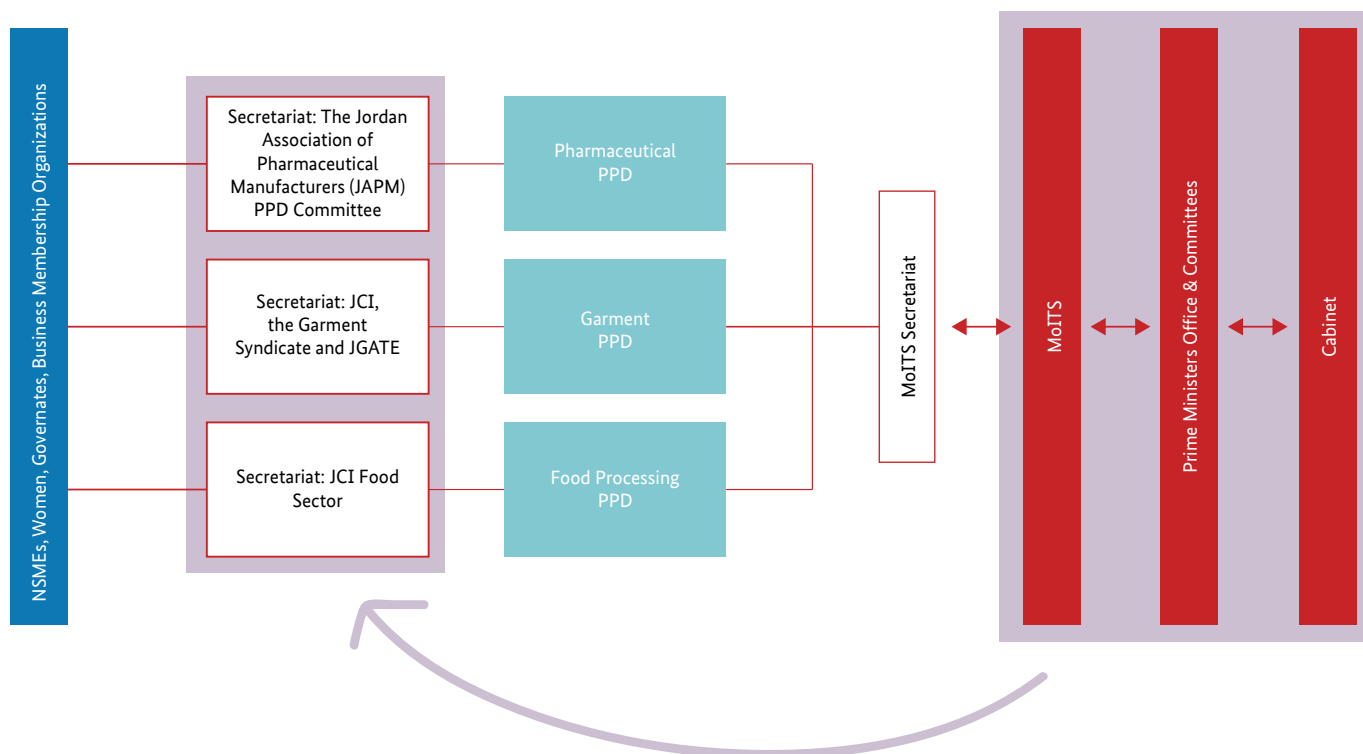 NSMEs, Women, Governates, Business Membership Organizations
Secretariat: The Jordan
Association of
Pharmaceutical
Manufacturers (JAPM)
PPD Committee
Pharmaceutical
PPD
Secretariat: JCI,
the Garment
Syndicate and JGATE
Garment
PPD
Secretariat: JCI Food
Sector
Food Processing
PPD
MoITS Secretariat
MoITS
Prime Ministers Office & Committees
Cabinet